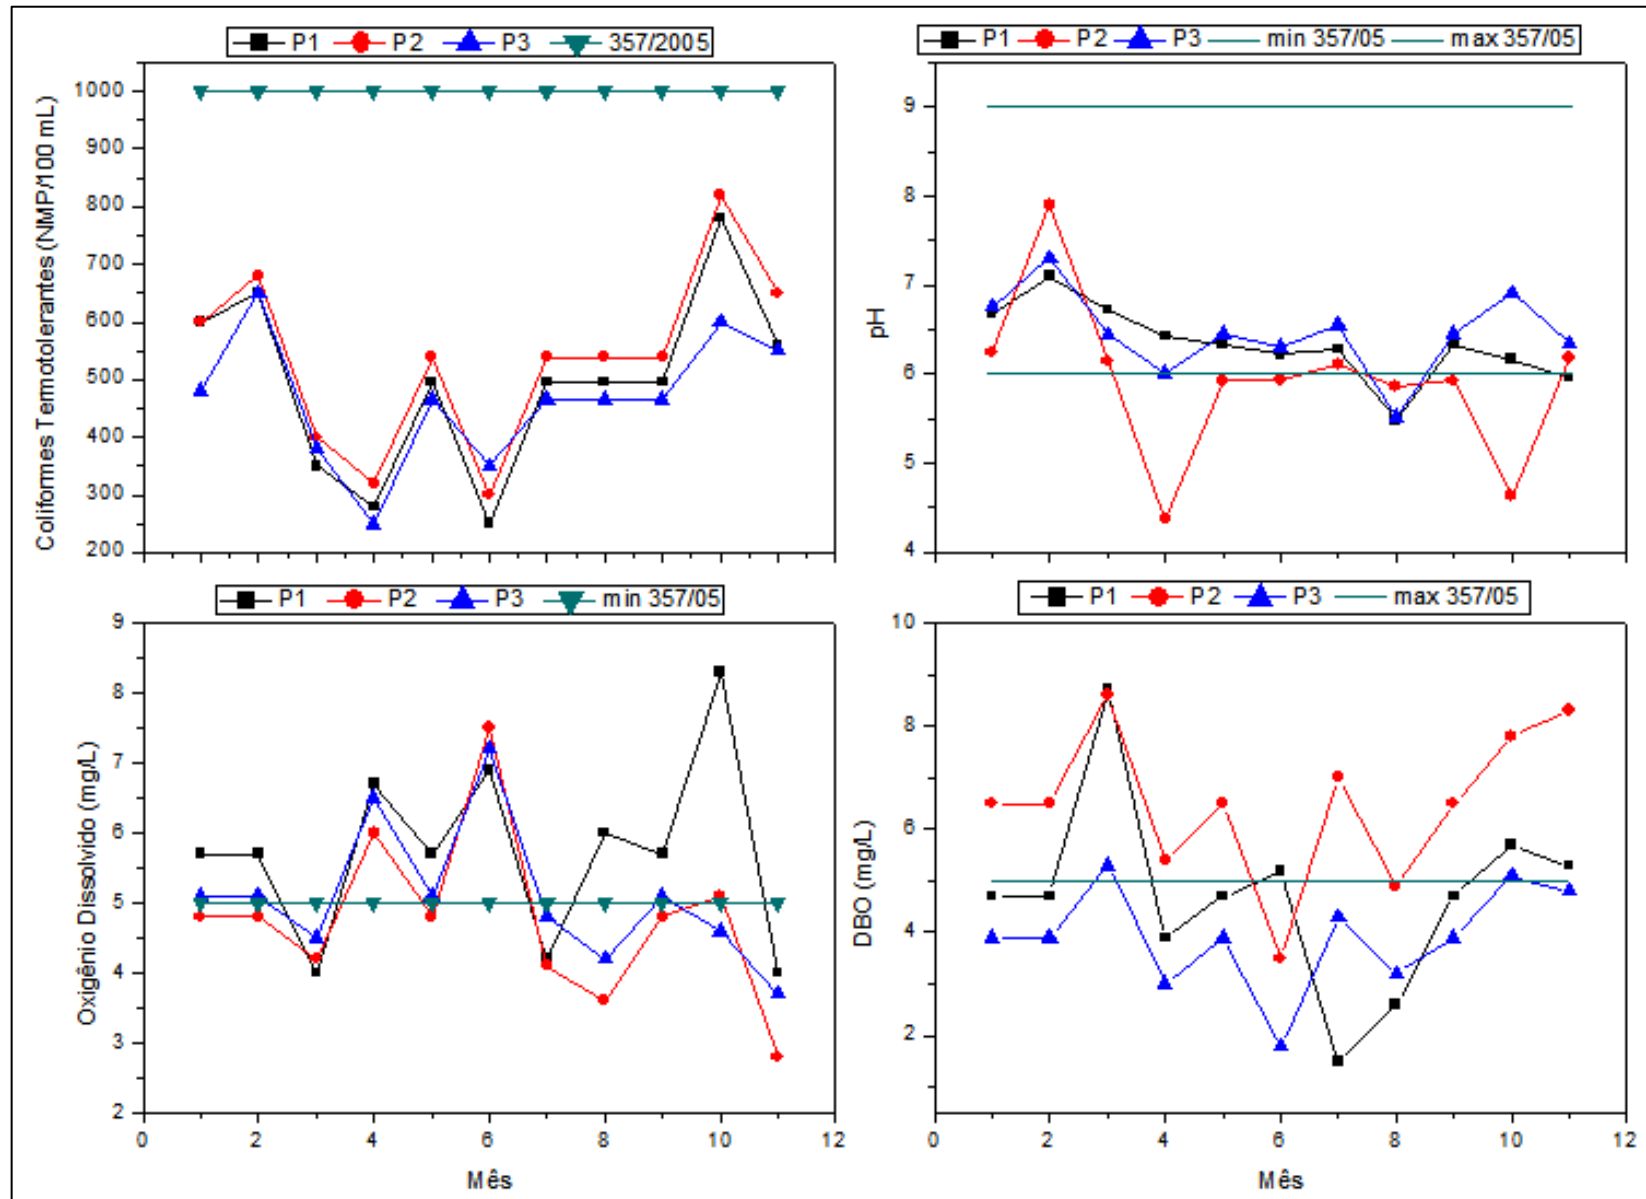 P1 P2 P3 357/2005
1000
900
800
700
600
500
400
300
200
Coliformes Termotolerantes (NMP/100 mL)
P1 P2 P3 min 357/05 max 357/05
9
8
7
6
5
4
pH
P1 P2 P3 min 357/05
9
8
7
6
5
4
3
2
0 2 4 6 8 10 12
Oxigênio Dissolvido (mg/L)
Mês
P1 P2 P3 max 357/05
10
8
6
4
2
0 2 4 6 8 10 12
DBO (mg/L)
Mês